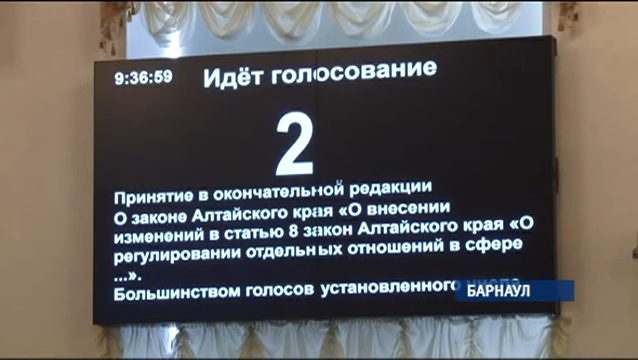 9:36:59 Идёт голосование
2
Принятие в окончательной редакции
О законе Алтайского края «О внесении
изменений в статью 8 закон Алтайского края «О
регулировании отдельных отношений в сфере
...».
Большинством голосов установленного
БАРНАУЛ